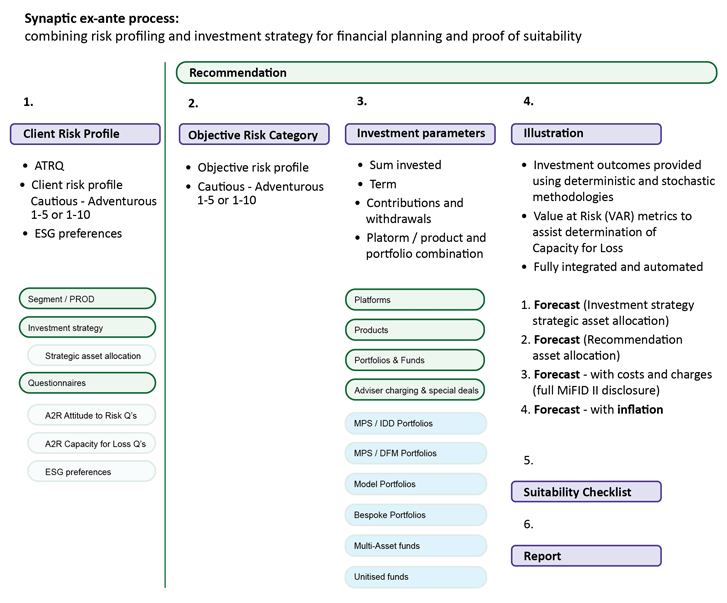 Synaptic ex-ante process:
combining risk profiling and investment strategy for financial planning and proof of suitability
Recommendation
1.
Client Risk Profile
• ATRQ
• Client risk profile
Cautious - Adventurous
1-5 or 1-10
• ESG preferences
Segment / PROD
Investment strategy
Strategic asset allocation
Questionnaires
A2R Attitude to Risk Q's
A2R Capacity for Loss Q's
ESG preferences
2.
Objective Risk Category
• Objective risk profile
• Cautious - Adventurous
1-5 or 1-10
3.
Investment parameters
• Sum invested
• Term
• Contributions and
withdrawals
• Platorm / product and
portfolio combination
Platforms
Products
Portfolios & Funds
Adviser charging & special deals
MPS / IDD Portfolios
MPS / DFM Portfolios
Model Portfolios
Bespoke Portfolios
Multi-Asset funds
Unitised funds
4.
Illustration
• Investment outcomes provided
using deterministic and stochastic
methodologies
• Value at Risk (VAR) metrics to
assist determination of
Capacity for Loss
• Fully integrated and automated
1. Forecast (Investment strategy
strategic asset allocation)
2. Forecast (Recommendation
asset allocation)
3. Forecast - with costs and charges
(full MiFID II disclosure)
4. Forecast - with inflation
5.
Suitability Checklist
6.
Report